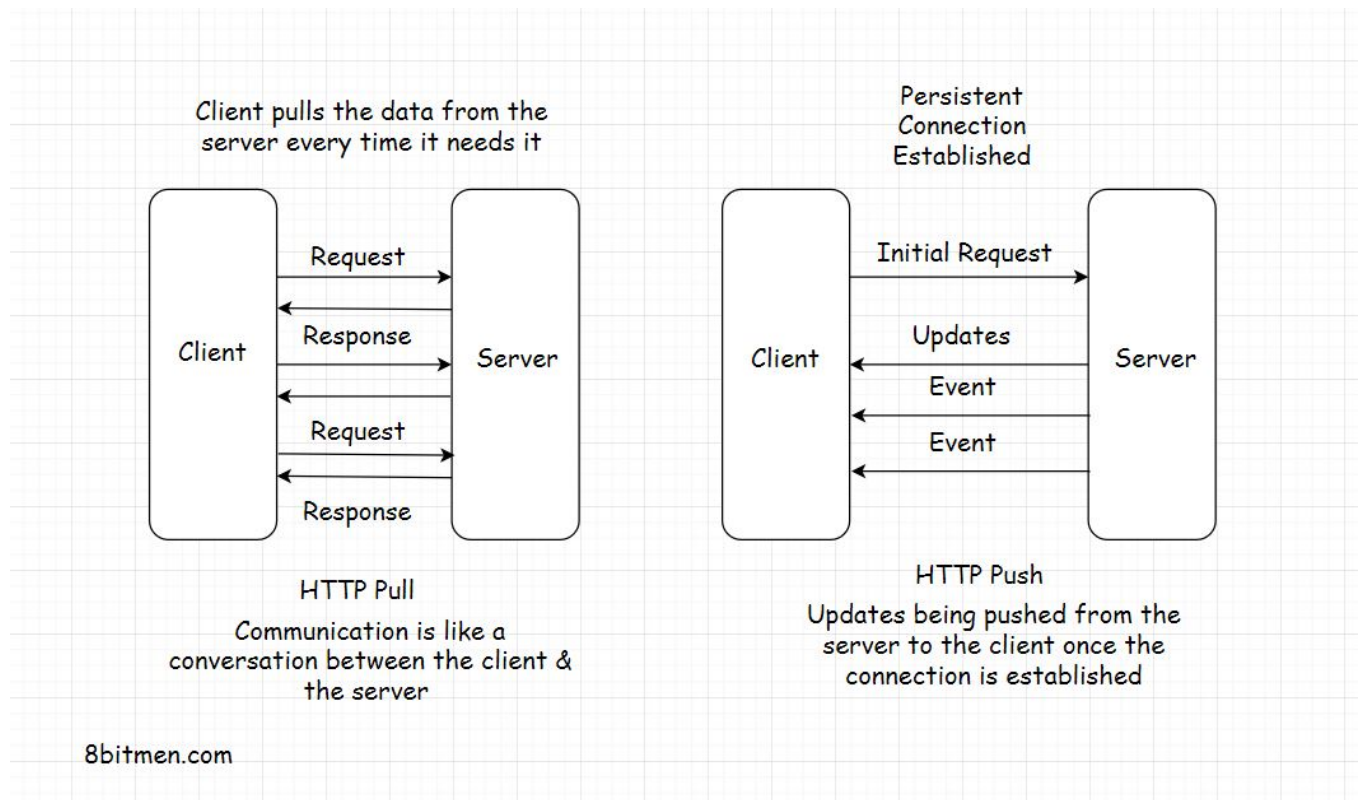 Client pulls the data from the
server every time it needs it
Request
Response
Client
Server
Request
Response
HTTP Pull
Communication is like a
conversation between the client &
the server
Persistent
Connection
Established
Initial Request
Updates
Client
Server
Event
Event
HTTP Push
Updates being pushed from the
server to the client once the
connection is established
8bitmen.com